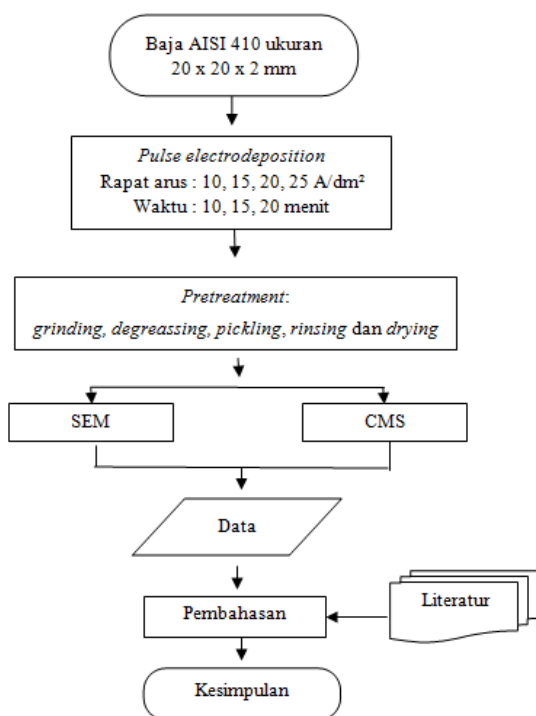 Baja AISI 410 ukuran
20 x 20 x 2 mm
Pulse electrodeposition
Rapat arus : 10, 15, 20, 25 A/dm²
Waktu : 10, 15, 20 menit
Pretreatment:
grinding, degreassing, pickling, rinsing dan drying
SEM
CMS
Data
Pembahasan
Literatur
Kesimpulan